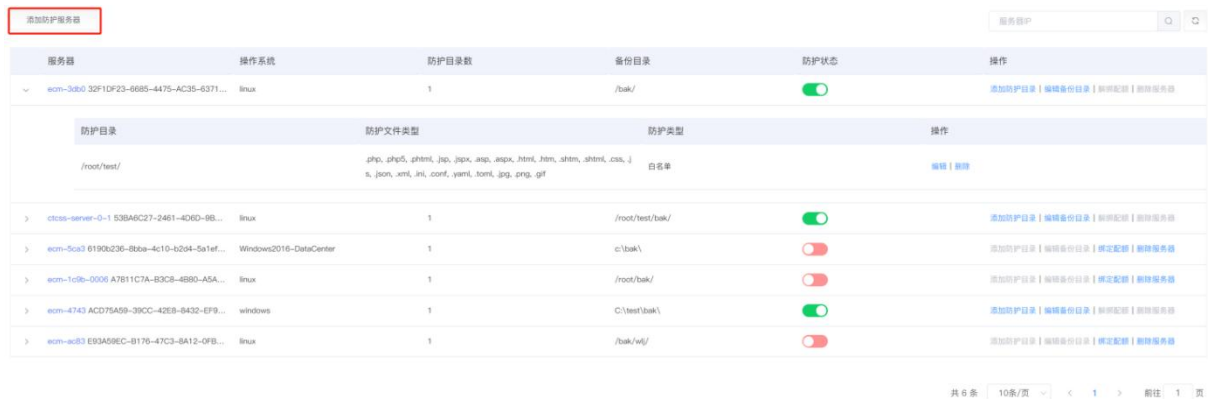 添加防护服务器
服务器IP
服务器 操作系统 防护目录数 备份目录 防护状态 操作
ecm-3db0 32F1DF23-6685-4475-AC35-6371... linux 1 /bak/ 添加防护目录 | 编辑备份目录 | 解绑配额 | 删除服务器
防护目录 防护文件类型 防护类型 操作
/root/test/ .php, .php5, .phtml, .jsp, .jspx, .asp, .aspx, .html, .htm, .shtm, .shtml, .css, .j 白名单 编辑 | 删除
s, .json, .xml, .ini, .conf, .yaml, .toml, .jpg, .png, .gif
ctcss-server-0-1 53BA6C27-2461-4D6D-9B... linux 1 /root/test/bak/ 添加防护目录 | 编辑备份目录 | 解绑配额 | 删除服务器
ecm-5ca3 6190b236-8bba-4c10-b2d4-5a1ef... Windows2016-DataCenter 1 c:\bak\ 添加防护目录 | 编辑备份目录 | 绑定配额 | 删除服务器
ecm-1c9b-0006 A7811C7A-B3C8-4B80-A5A... linux 1 /root/bak/ 添加防护目录 | 编辑备份目录 | 绑定配额 | 删除服务器
ecm-4743 ACD75A59-39CC-42E8-8432-EF9... windows 1 C:\test\bak\ 添加防护目录 | 编辑备份目录 | 解绑配额 | 删除服务器
ecm-ac83 E93A59EC-B176-47C3-8A12-0FB... linux 1 /bak/wlj/ 添加防护目录 | 编辑备份目录 | 绑定配额 | 删除服务器
共 6 条 10条/页 < 1 > 前往 1 页